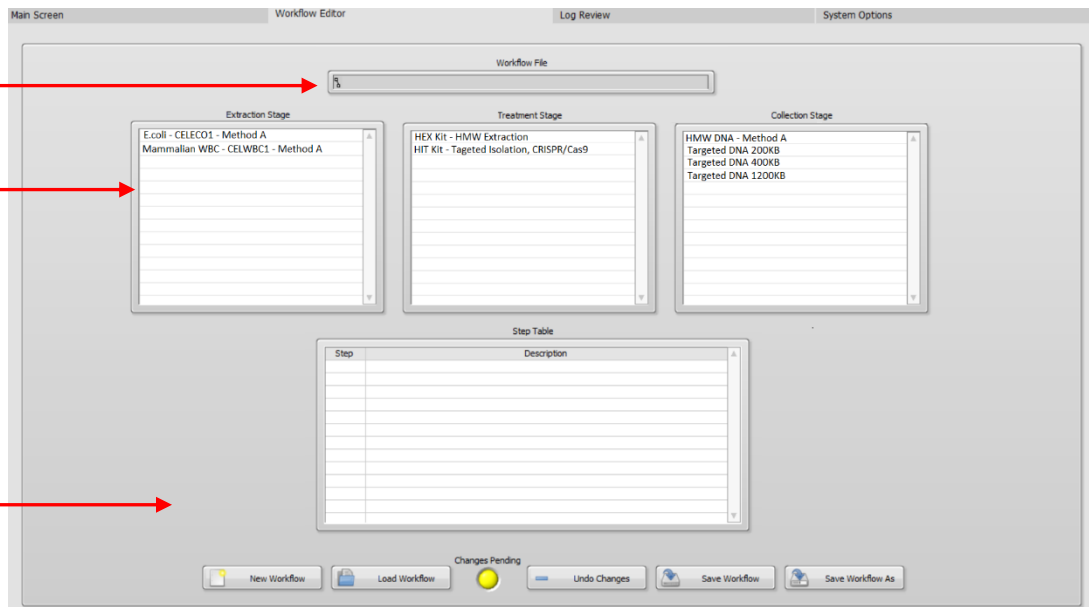 Main Screen
Workflow Editor
Log Review
System Options
Workflow File
Extraction Stage
Treatment Stage
Collection Stage
E.coli - CELECO1 - Method A
Mammalian WBC - CELWBC1 - Method A
HEX Kit - HMW Extraction
HIT Kit - Tageted Isolation, CRISPR/Cas9
HMW DNA - Method A
Targeted DNA 200KB
Targeted DNA 400KB
Targeted DNA 1200KB
Step Table
Step
Description
Changes Pending
New Workflow
Load Workflow
Undo Changes
Save Workflow
Save Workflow As